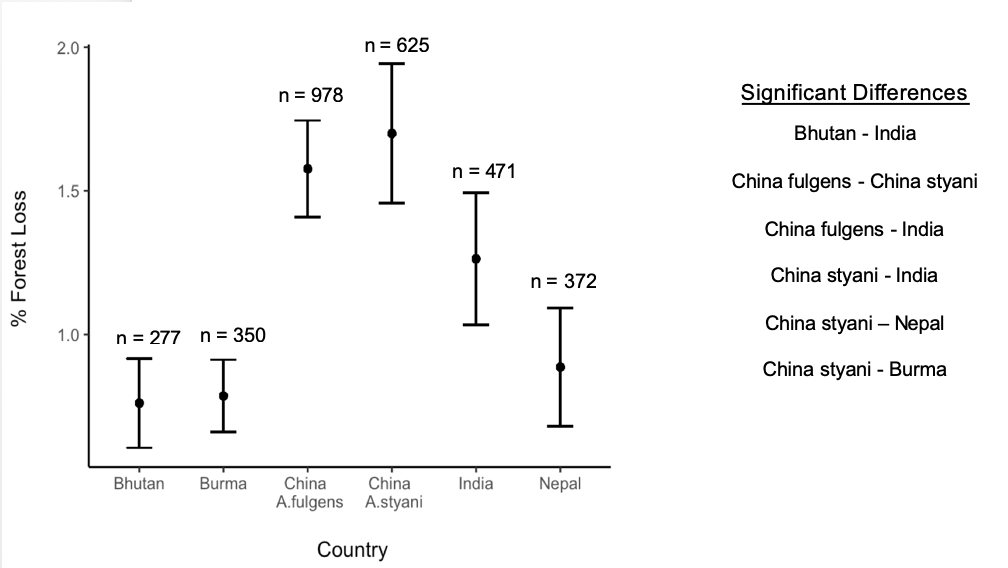 % Forest Loss
2.0
1.5
1.0
n = 277
n = 350
n = 978
n = 625
n = 471
n = 372
Bhutan
Burma
China
A.fulgens
China
A.styani
India
Nepal
Country
Significant Differences
Bhutan - India
China fulgens - China styani
China fulgens - India
China styani - India
China styani – Nepal
China styani - Burma